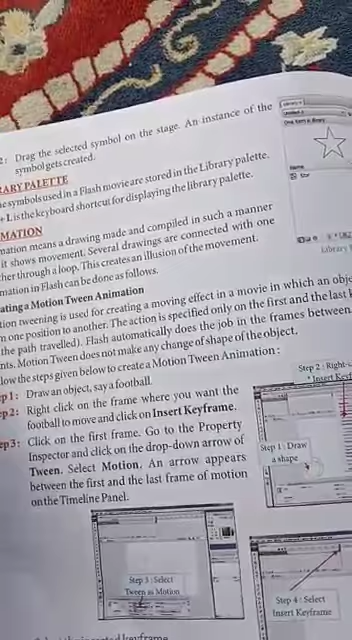 2: Drag the selected symbol on the stage. An instance of the
symbol gets created.
RARY PALETTE
e symbols used in a Flash movie are stored in the Library palette.
+ L is the keyboard shortcut for displaying the library palette.
MATION
mation means a drawing made and compiled in such a manner
it shows movement. Several drawings are connected with one
ther through a loop. This creates an illusion of the movement.
mation in Flash can be done as follows.
ating a Motion Tween Animation
tion tweening is used for creating a moving effect in a movie in which an obje
m one position to another. The action is specified only on the first and the last k
the path travelled). Flash automatically does the job in the frames between
nts. Motion Tween does not make any change of shape of the object.
low the steps given below to create a Motion Tween Animation :
ep 1: Draw an object, say a football.
ep 2: Right click on the frame where you want the
football to move and click on Insert Keyframe.
ep 3: Click on the first frame. Go to the Property
Inspector and click on the drop-down arrow of
Tween. Select Motion. An arrow appears
between the first and the last frame of motion
on the Timeline Panel.
Library
Step 2 : Right-
Insert Keyf
Step 1 : Draw
a shape
Step 3 : Select
Tween as Motion
Step 4 : Select
Insert Keyframe